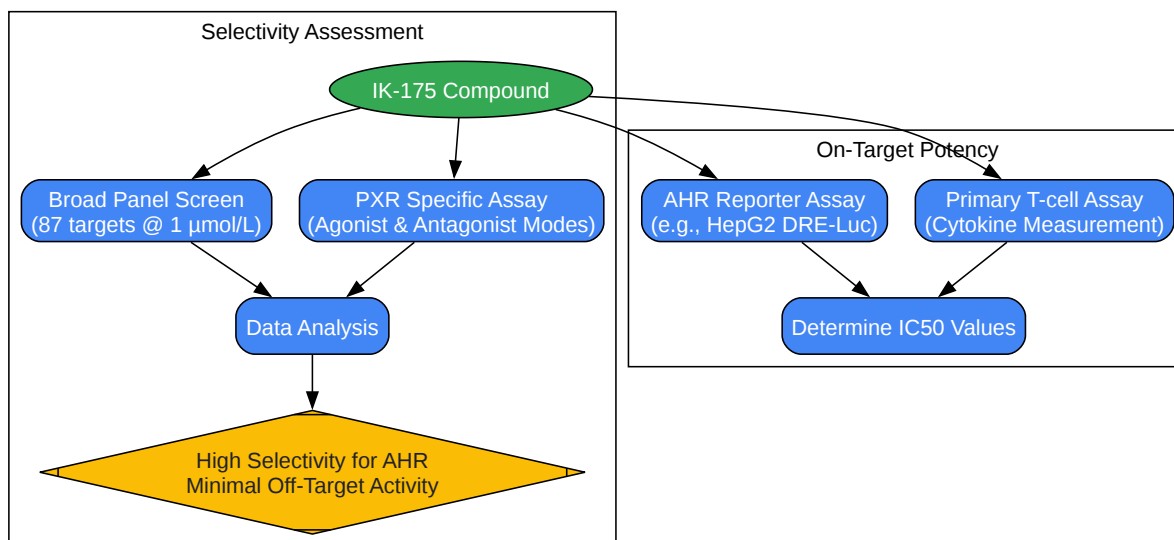 Selectivity Assessment
IK-175 Compound
On-Target Potency
Broad Panel Screen
(87 targets @ 1 µmol/L)
PXR Specific Assay
(Agonist & Antagonist Modes)
AHR Reporter Assay
(e.g., HepG2 DRE-Luc)
Primary T-cell Assay
(Cytokine Measurement)
Data Analysis
Determine IC50 Values
High Selectivity for AHR
Minimal Off-Target Activity